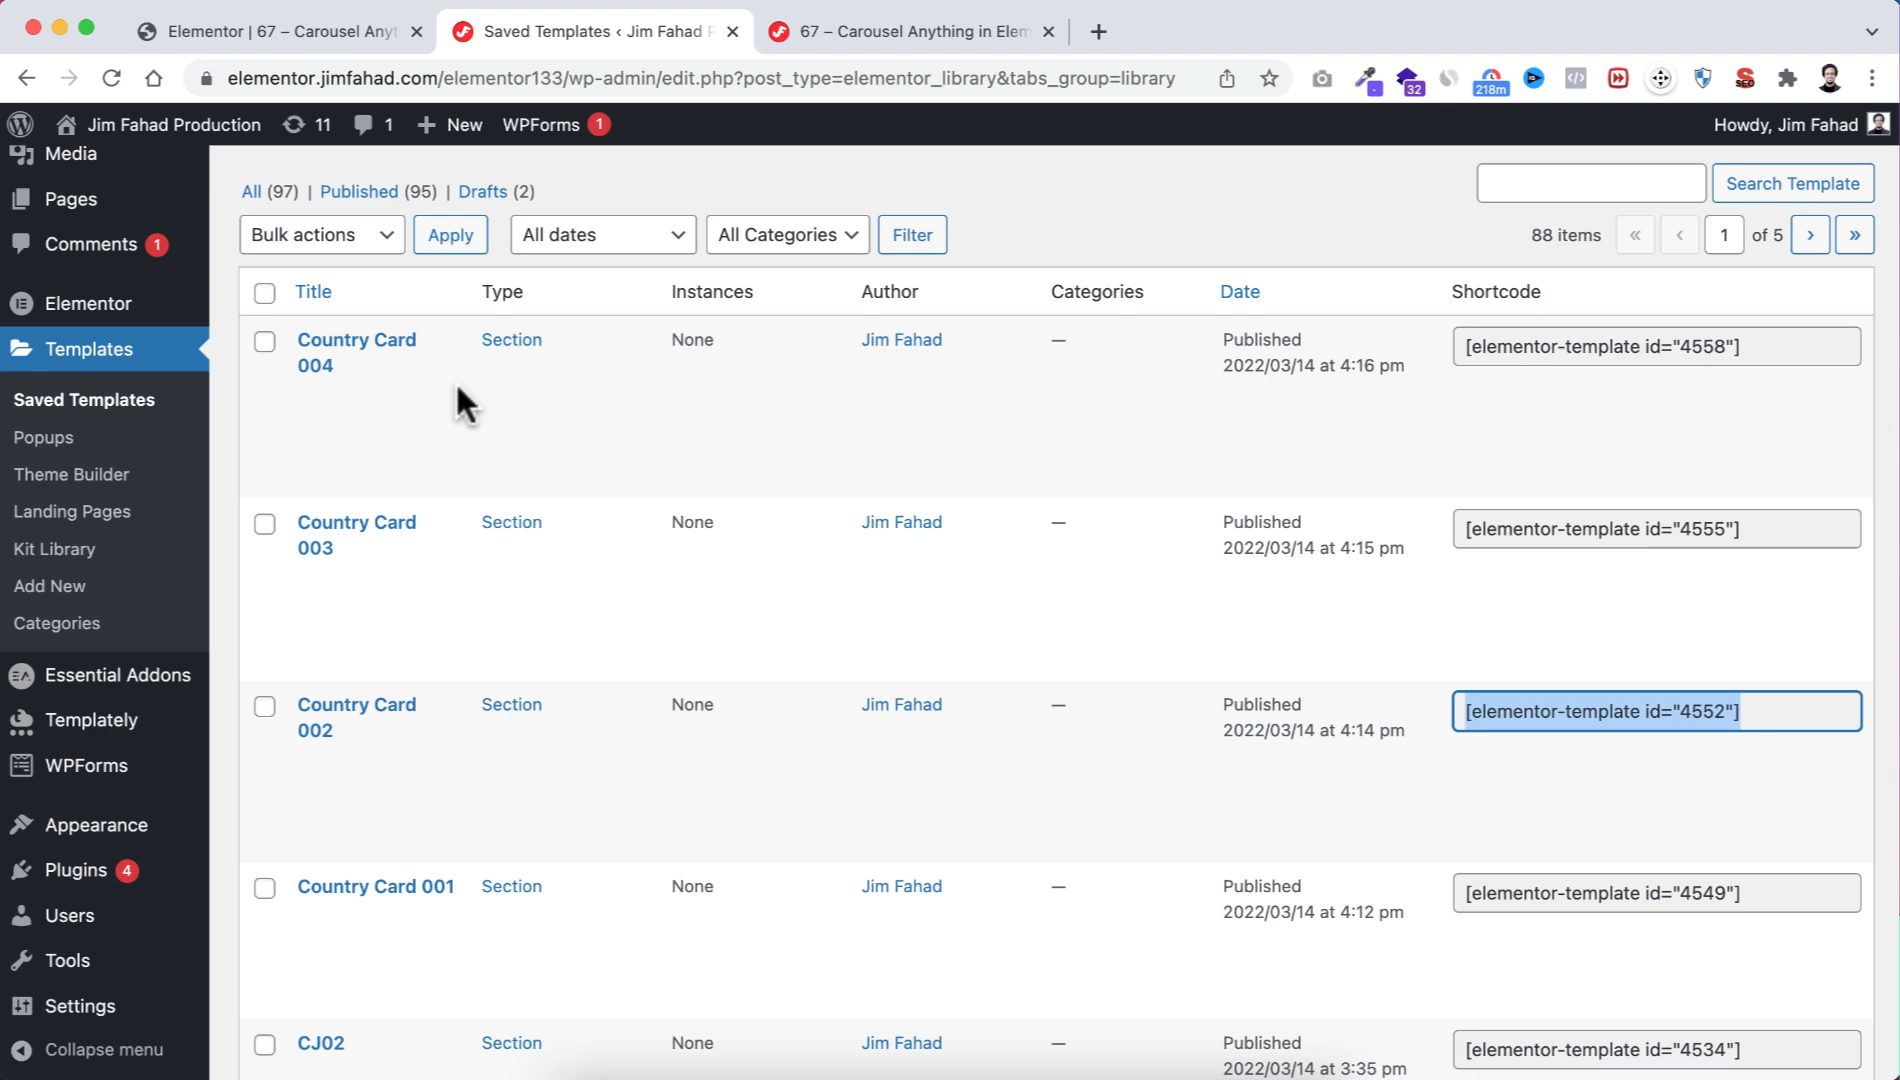 Elementor | 67 – Carousel Anyt
Saved Templates ‹ Jim Fahad P
67 – Carousel Anything in Elem
elementor.jimfahad.com/elementor133/wp-admin/edit.php?post_type=elementor_library&tabs_group=library
32
218m
SEO
Jim Fahad Production 11 1 New WPForms 1
Howdy, Jim Fahad
Media
Pages
Comments 1
Elementor
Templates
Saved Templates
Popups
Theme Builder
Landing Pages
Kit Library
Add New
Categories
Essential Addons
Templately
WPForms
Appearance
Plugins 4
Users
Tools
Settings
Collapse menu
All (97) | Published (95) | Drafts (2)
Search Template
Bulk actions Apply All dates All Categories Filter
88 items « ‹ 1 of 5 › »
Title Type Instances Author Categories Date Shortcode
Country Card 004 Section None Jim Fahad — Published 2022/03/14 at 4:16 pm [elementor-template id="4558"]
Country Card 003 Section None Jim Fahad — Published 2022/03/14 at 4:15 pm [elementor-template id="4555"]
Country Card 002 Section None Jim Fahad — Published 2022/03/14 at 4:14 pm [elementor-template id="4552"]
Country Card 001 Section None Jim Fahad — Published 2022/03/14 at 4:12 pm [elementor-template id="4549"]
CJ02 Section None Jim Fahad — Published 2022/03/14 at 3:35 pm [elementor-template id="4534"]